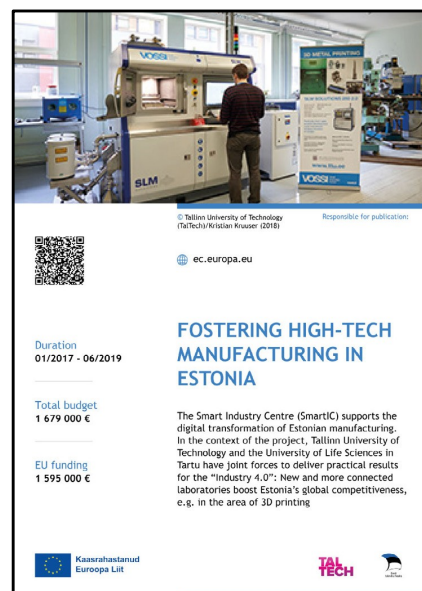 VOSSI
SLM
3D METAL PRINTING
VOSSI
© Tallinn University of Technology
(TalTech)/Kristian Kruuser (2018)
Responsible for publication:
ec.europa.eu
FOSTERING HIGH-TECH
MANUFACTURING IN
ESTONIA
Duration
01/2017 - 06/2019
Total budget
1 679 000 €
EU funding
1 595 000 €
The Smart Industry Centre (SmartIC) supports the
digital transformation of Estonian manufacturing.
In the context of the project, Tallinn University of
Technology and the University of Life Sciences in
Tartu have joint forces to deliver practical results
for the “Industry 4.0”: New and more connected
laboratories boost Estonia’s global competitiveness,
e.g. in the area of 3D printing
Kaasrahastanud
Euroopa Liit
TAL
TECH